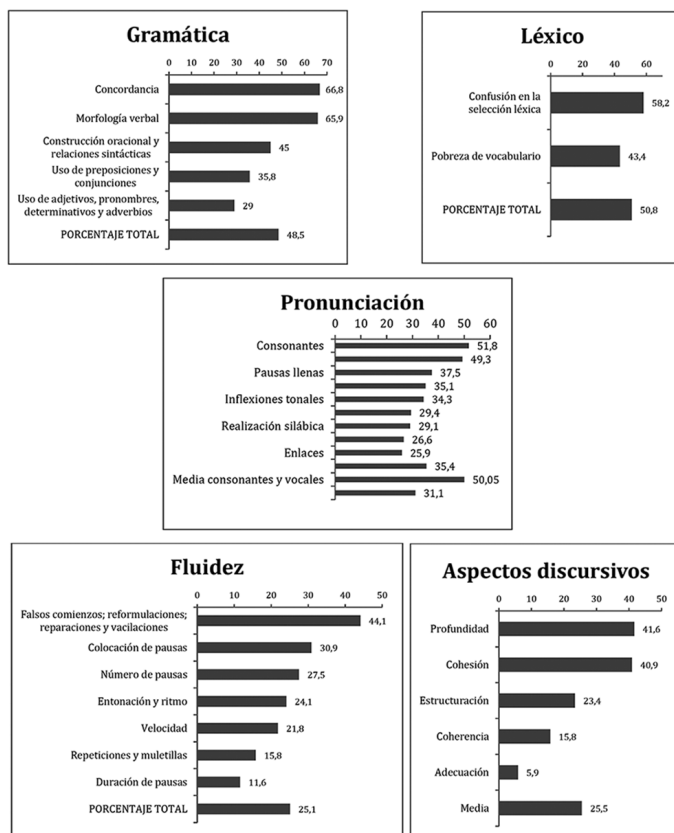 Gramática
0 10 20 30 40 50 60 70
Concordancia 66,8
Morfología verbal 65,9
Construcción oracional y
relaciones sintácticas 45
Uso de preposiciones y
conjunciones 35,8
Uso de adjetivos, pronombres,
determinativos y adverbios 29
PORCENTAJE TOTAL 48,5
Léxico
0 20 40 60
Confusión en la
selección léxica 58,2
Pobreza de vocabulario 43,4
PORCENTAJE TOTAL 50,8
Pronunciación
0 10 20 30 40 50 60
Consonantes 51,8
49,3
Pausas llenas 37,5
35,1
Inflexiones tonales 34,3
29,4
Realización silábica 29,1
26,6
Enlaces 25,9
35,4
Media consonantes y vocales 50,05
31,1
Fluidez
0 10 20 30 40 50
Falsos comienzos; reformulaciones;
reparaciones y vacilaciones 44,1
Colocación de pausas 30,9
Número de pausas 27,5
Entonación y ritmo 24,1
Velocidad 21,8
Repeticiones y muletillas 15,8
Duración de pausas 11,6
PORCENTAJE TOTAL 25,1
Aspectos discursivos
0 10 20 30 40 50
Profundidad 41,6
Cohesión 40,9
Estructuración 23,4
Coherencia 15,8
Adecuación 5,9
Media 25,5